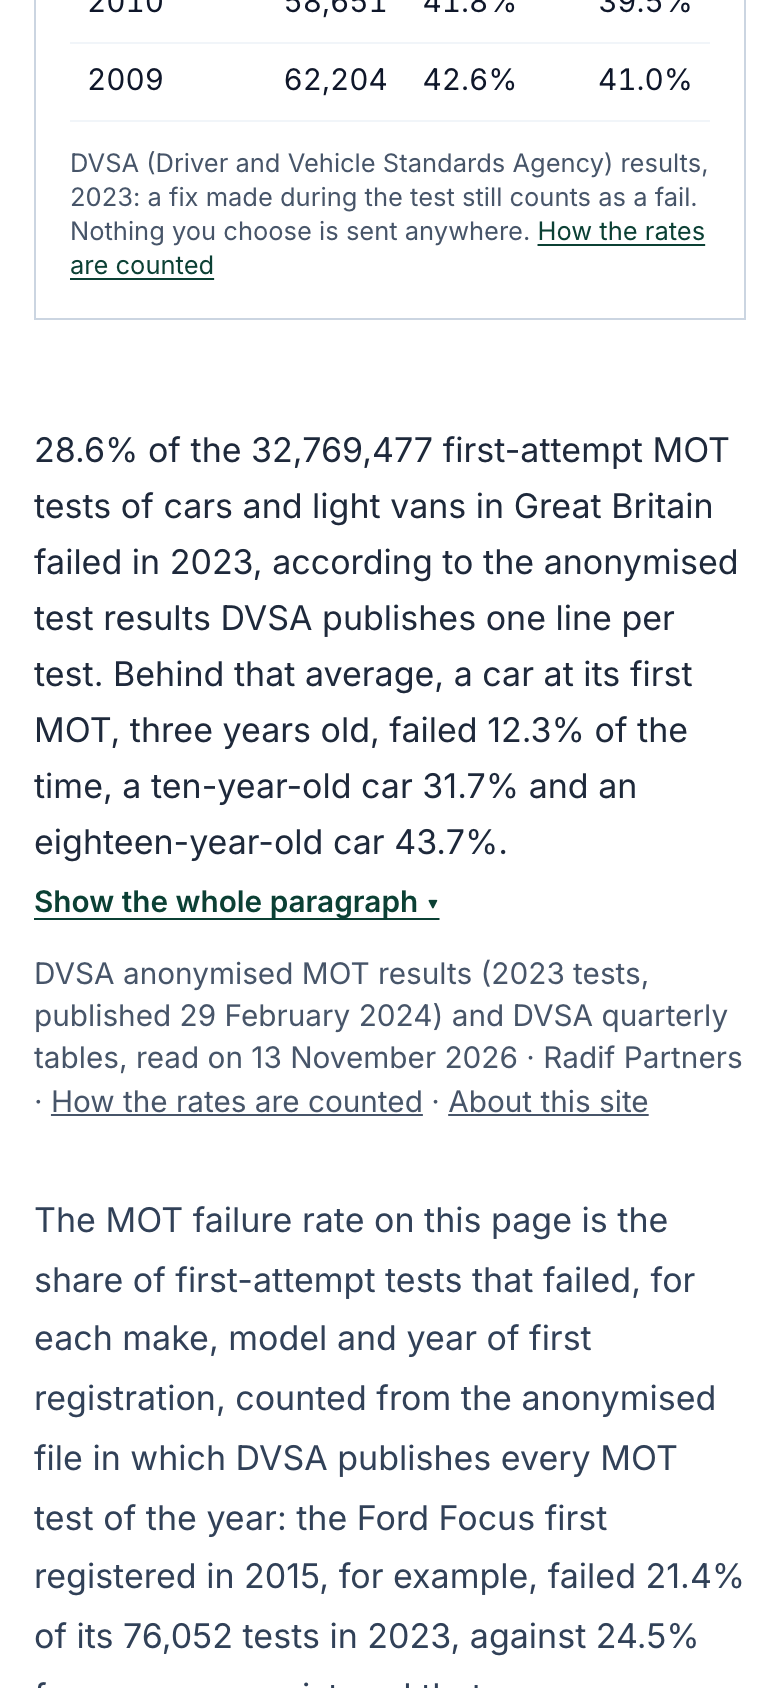 2010 58,651 41.8% 39.5%
2009 62,204 42.6% 41.0%
DVSA (Driver and Vehicle Standards Agency) results,
2023: a fix made during the test still counts as a fail.
Nothing you choose is sent anywhere. How the rates
are counted
28.6% of the 32,769,477 first-attempt MOT
tests of cars and light vans in Great Britain
failed in 2023, according to the anonymised
test results DVSA publishes one line per
test. Behind that average, a car at its first
MOT, three years old, failed 12.3% of the
time, a ten-year-old car 31.7% and an
eighteen-year-old car 43.7%.
Show the whole paragraph ▾
DVSA anonymised MOT results (2023 tests,
published 29 February 2024) and DVSA quarterly
tables, read on 13 November 2026 · Radif Partners
· How the rates are counted · About this site
The MOT failure rate on this page is the
share of first-attempt tests that failed, for
each make, model and year of first
registration, counted from the anonymised
file in which DVSA publishes every MOT
test of the year: the Ford Focus first
registered in 2015, for example, failed 21.4%
of its 76,052 tests in 2023, against 24.5%